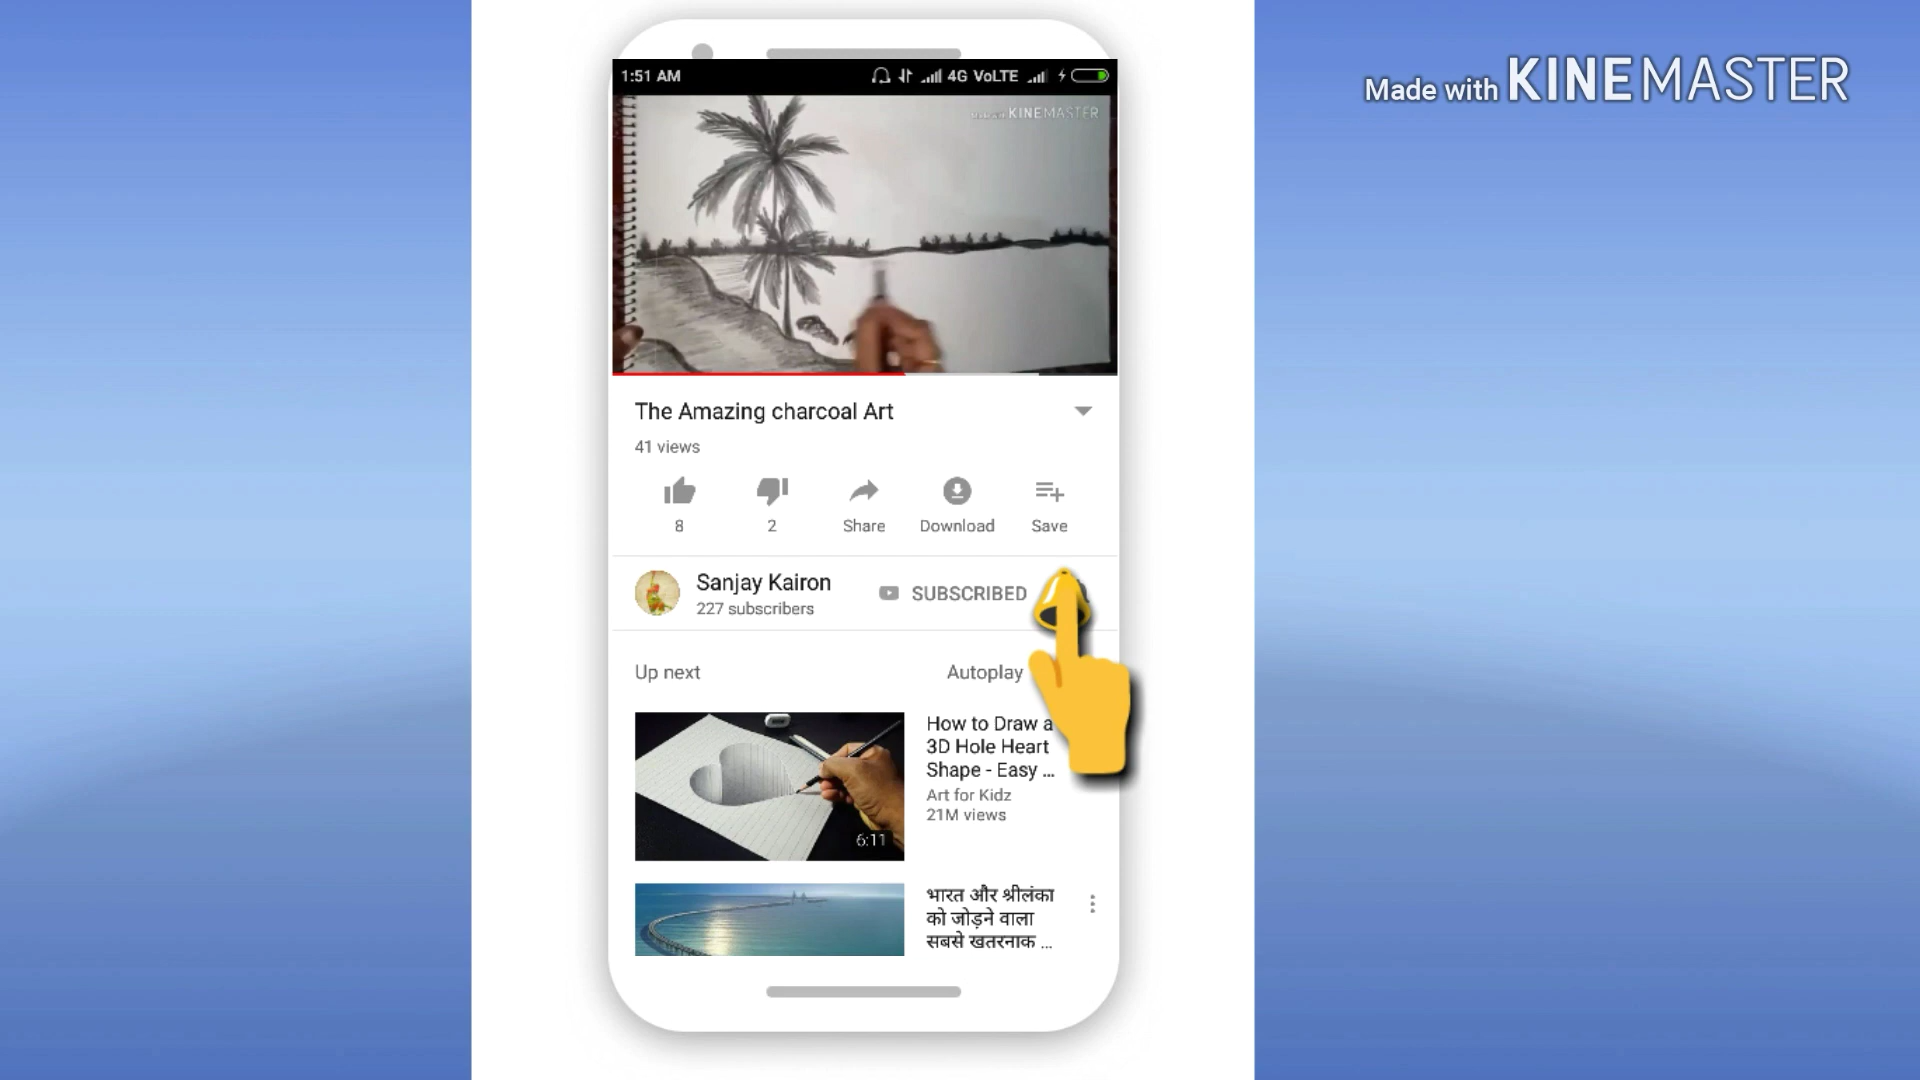 Made with KINEMASTER
1:51 AM
4G VoLTE
Made with KINEMASTER
The Amazing charcoal Art
41 views
8
2
Share
Download
Save
Sanjay Kairon
227 subscribers
SUBSCRIBED
Up next
Autoplay
How to Draw a
3D Hole Heart
Shape - Easy ...
Art for Kidz
21M views
6:11
भारत और श्रीलंका
को जोड़ने वाला
सबसे खतरनाक ...